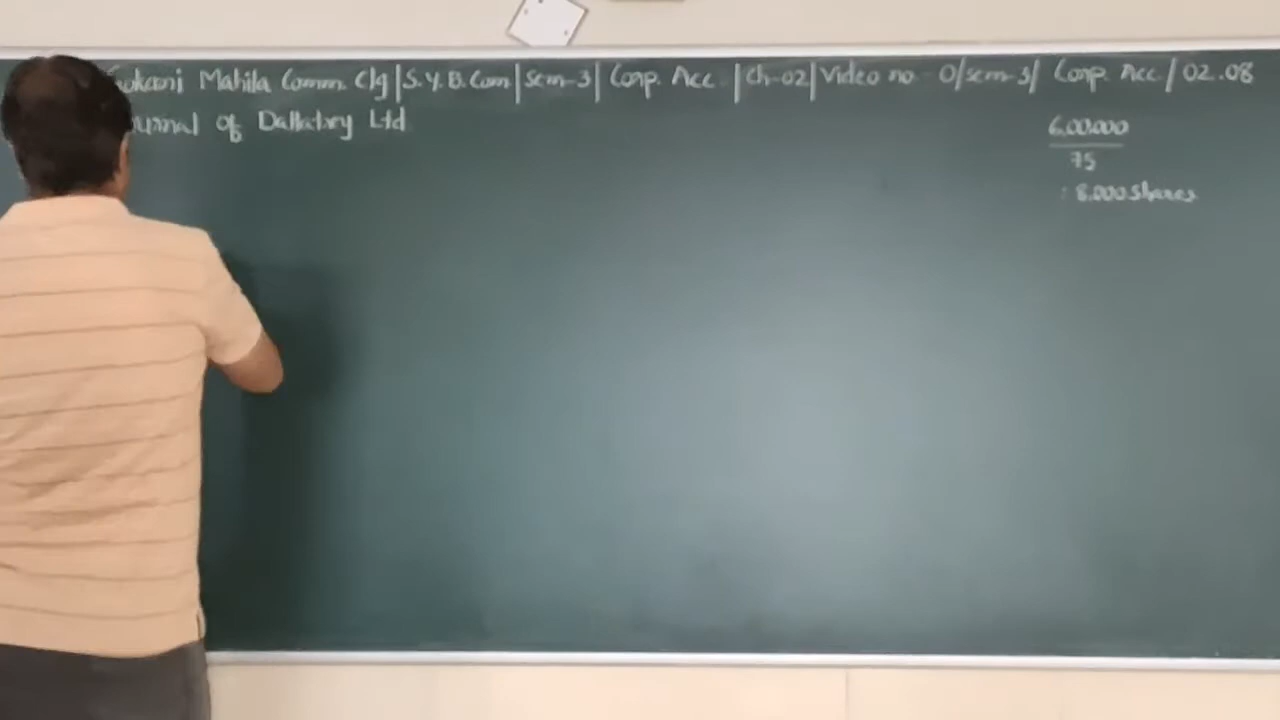 Mahila Comm. Clg | S.Y.B.Com | Sem-3 | Corp. Acc. | Ch-02 | Video no 0/sem-3/ Corp. Acc. / 02.08
of Ltd
6,00,000
75
: 8,000 Shares